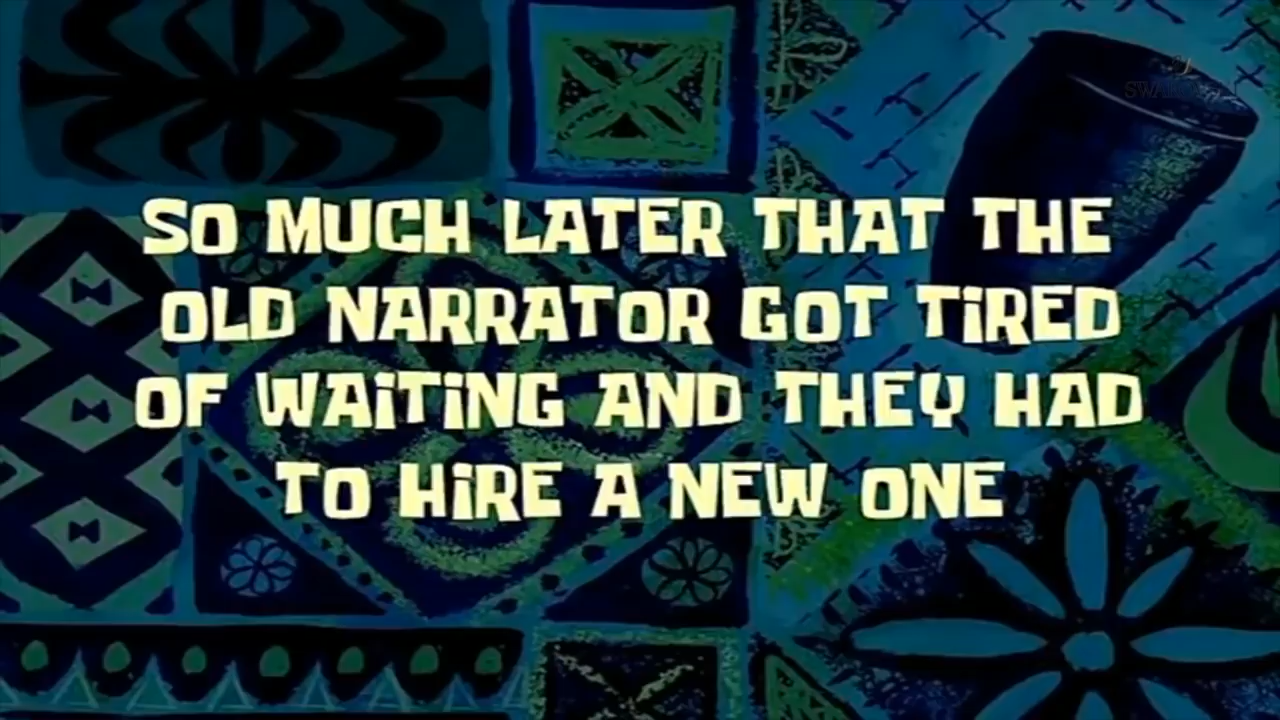 SO MUCH LATER THAT THE
OLD NARRATOR GOT TiRED
OF WAiTiNG AND THEY HAD
TO HiRE A NEW ONE